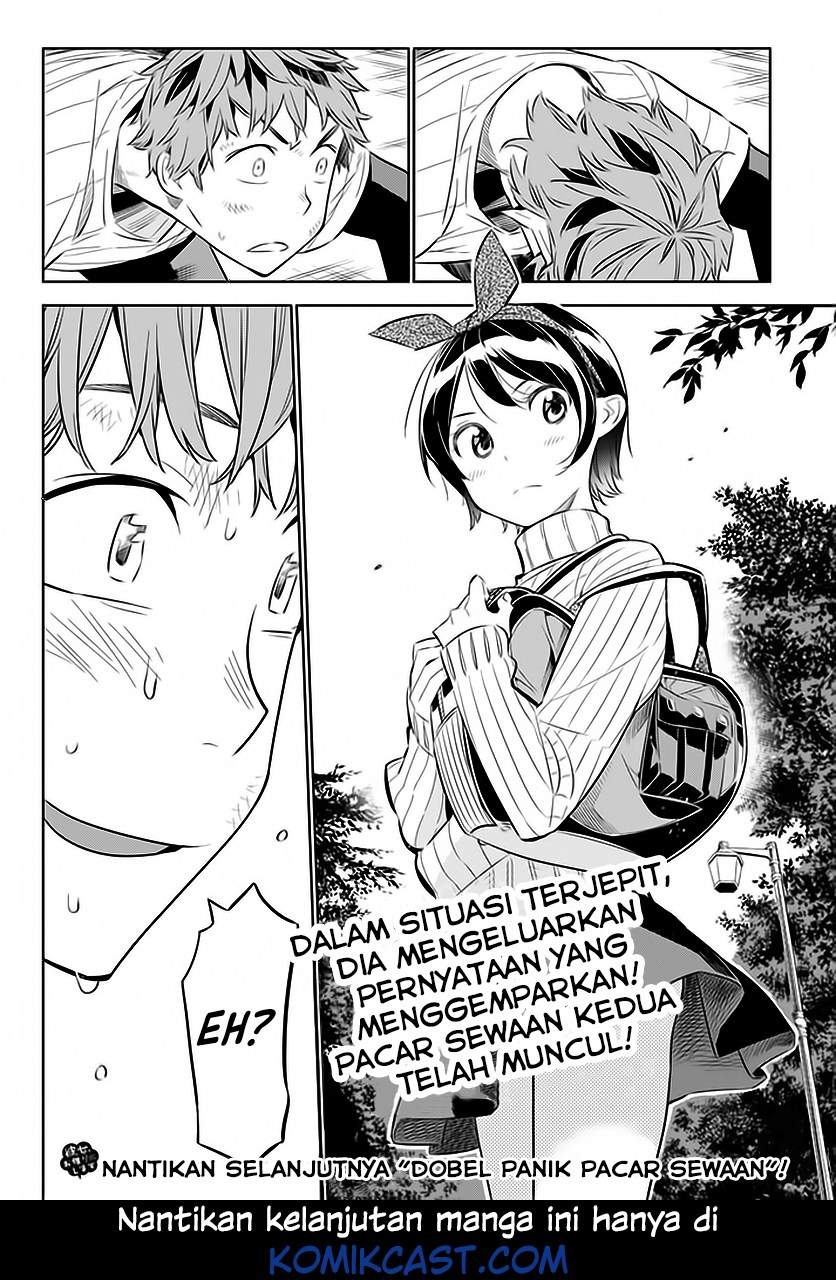 EH?
DALAM SITUASI TERJEPIT,
DIA MENGELUARKAN
PERNYATAAN YANG
MENGGEMPARKAN!
PACAR SEWAAN KEDUA
TELAH MUNCUL!
NANTIKAN SELANJUTNYA "DOBEL PANIK PACAR SEWAAN"!
Nantikan kelanjutan manga ini hanya di
KOMIKCAST.COM